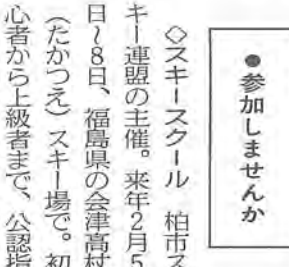 ●参加しませんか
◇スキースクール 柏市ス
キー連盟の主催。来年2月5
日~8日、福島県の会津高村
(たかつえ)スキー場で。初
心者から上級者まで、公認指